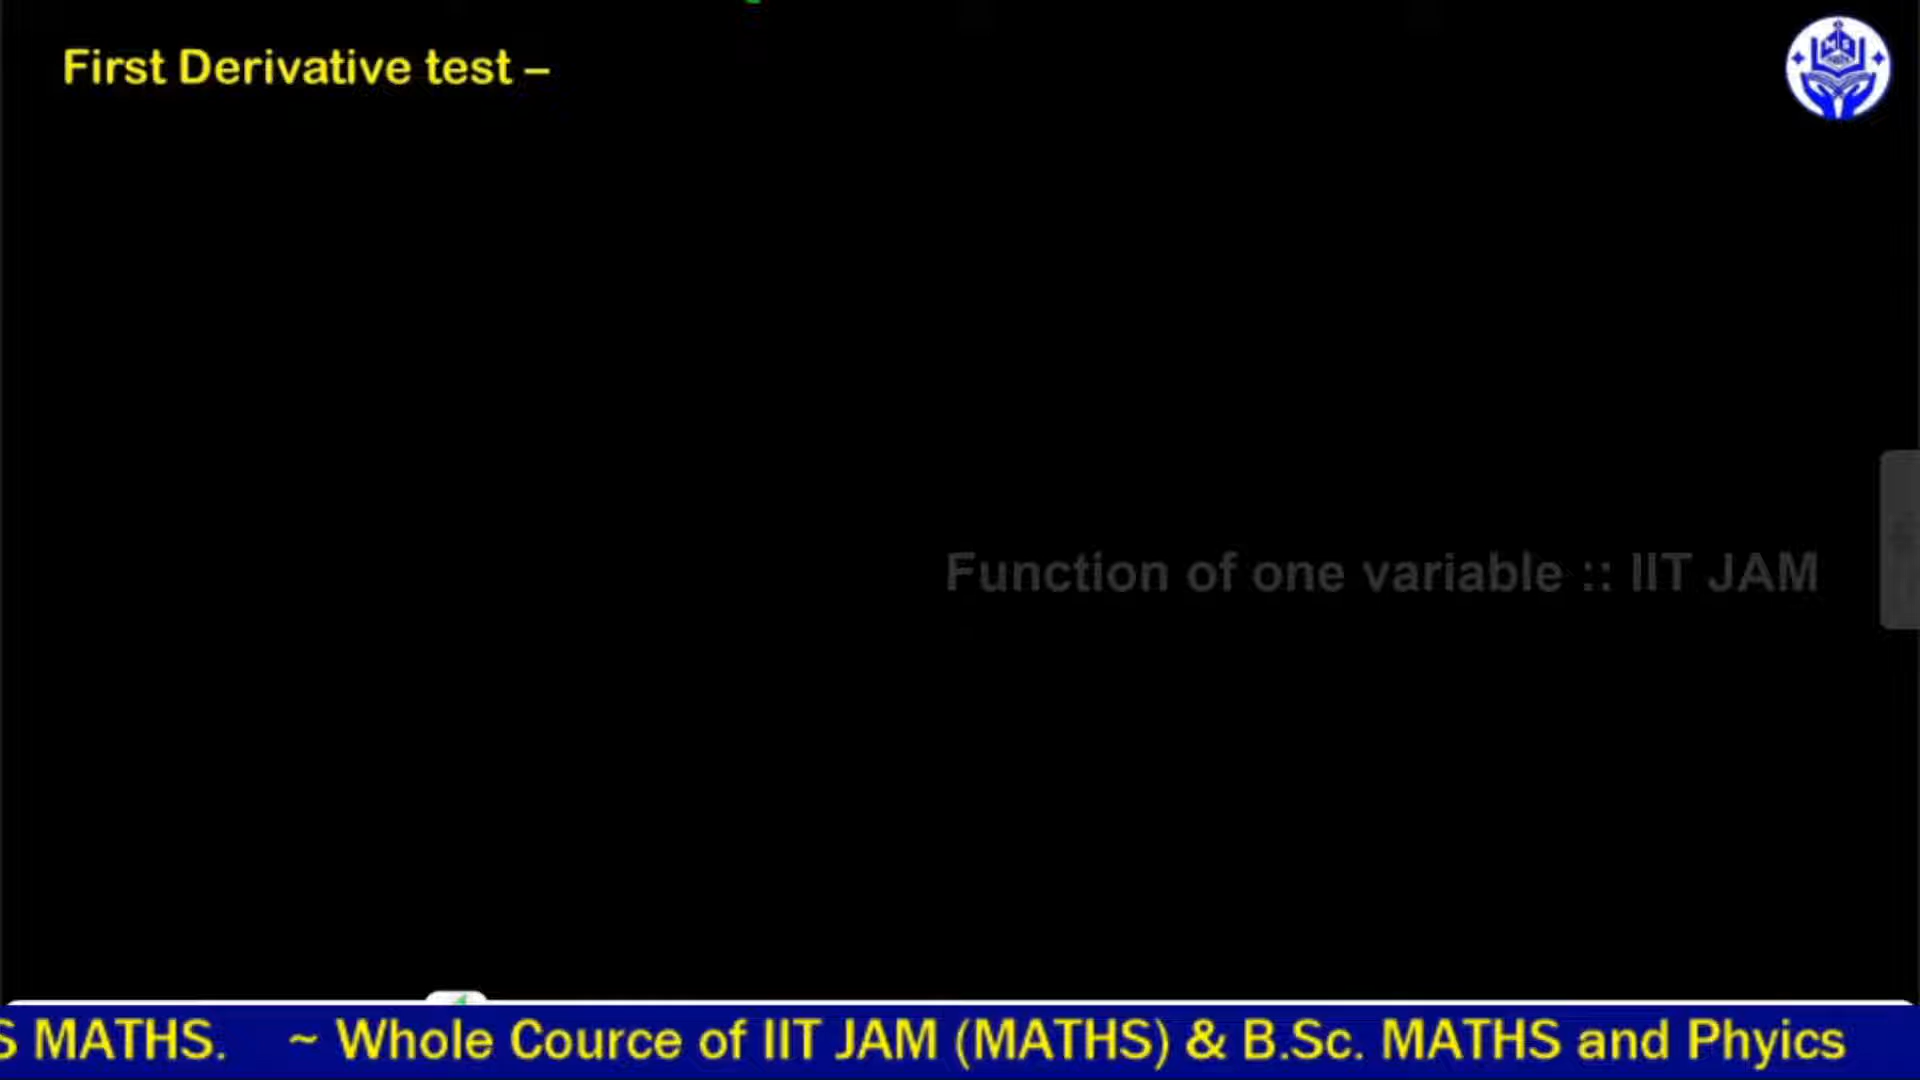 First Derivative test –
Function of one variable :: IIT JAM
S MATHS. ~ Whole Cource of IIT JAM (MATHS) & B.Sc. MATHS and Phyics